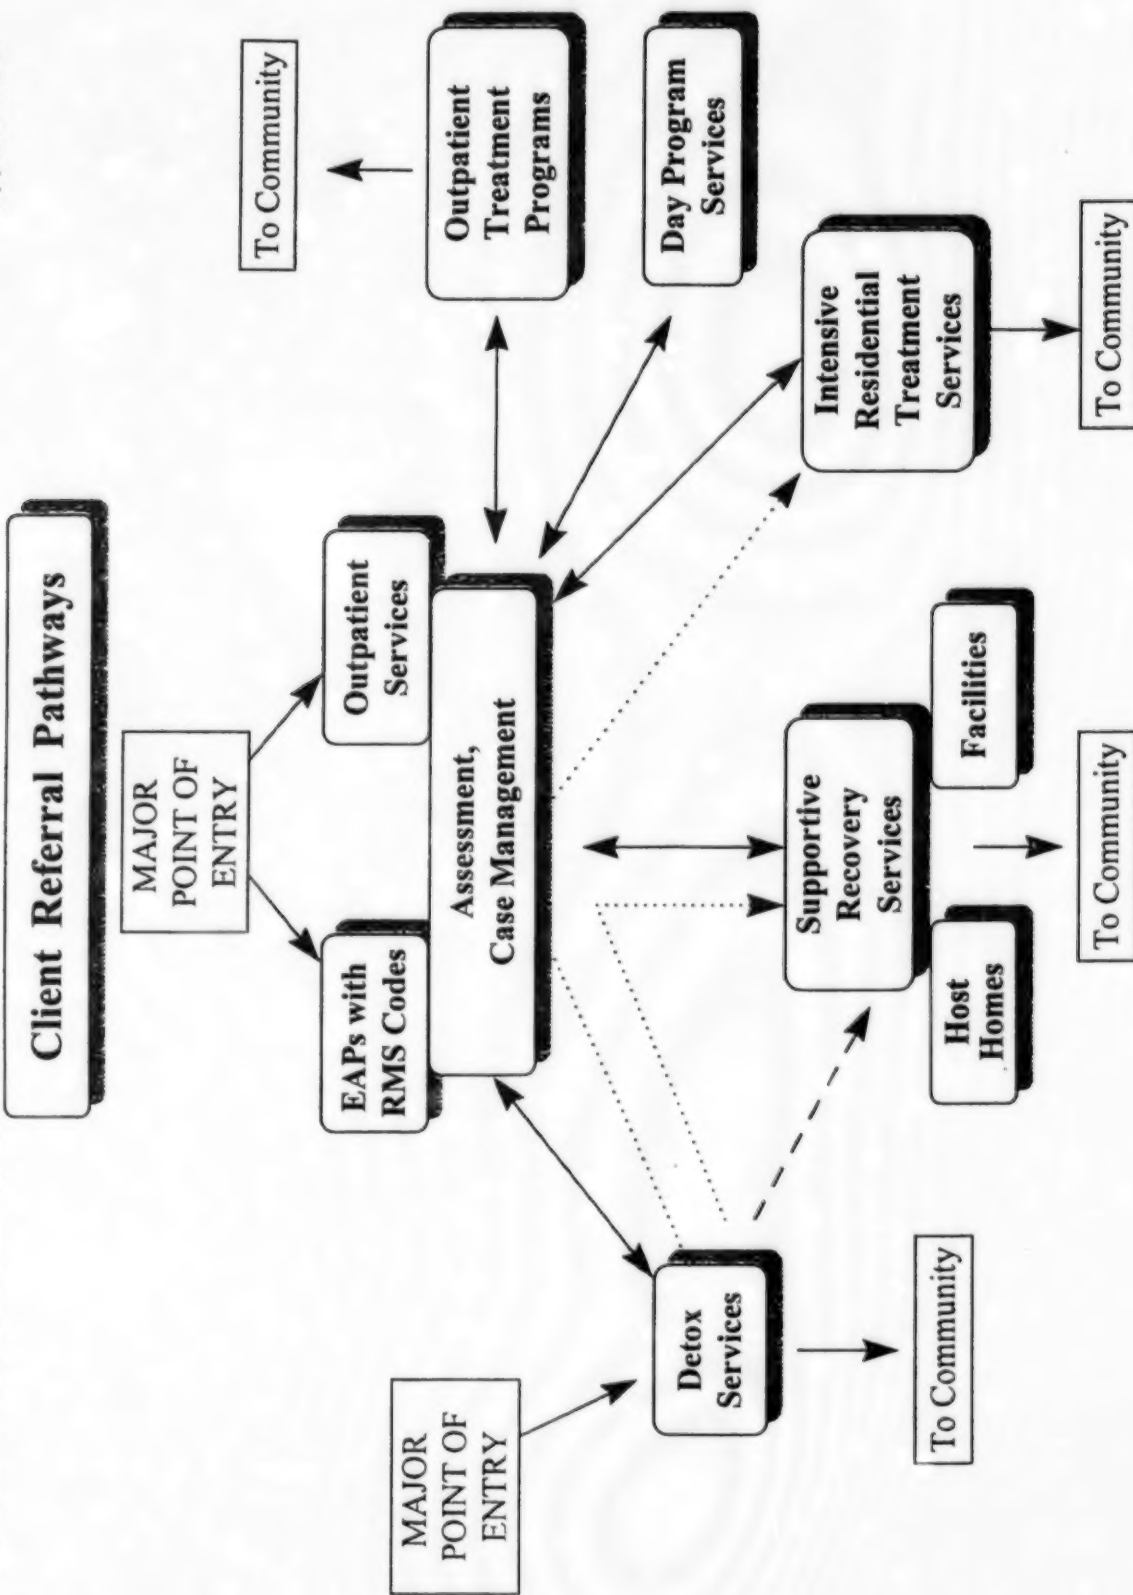 Client Referral Pathways
MAJOR
POINT OF
ENTRY
EAPs with
RMS Codes
Outpatient
Services
Assessment,
Case Management
To Community
Outpatient
Treatment
Programs
Day Program
Services
Intensive
Residential
Treatment
Services
To Community
MAJOR
POINT OF
ENTRY
Detox
Services
To Community
Supportive
Recovery
Services
Host
Homes
Facilities
To Community